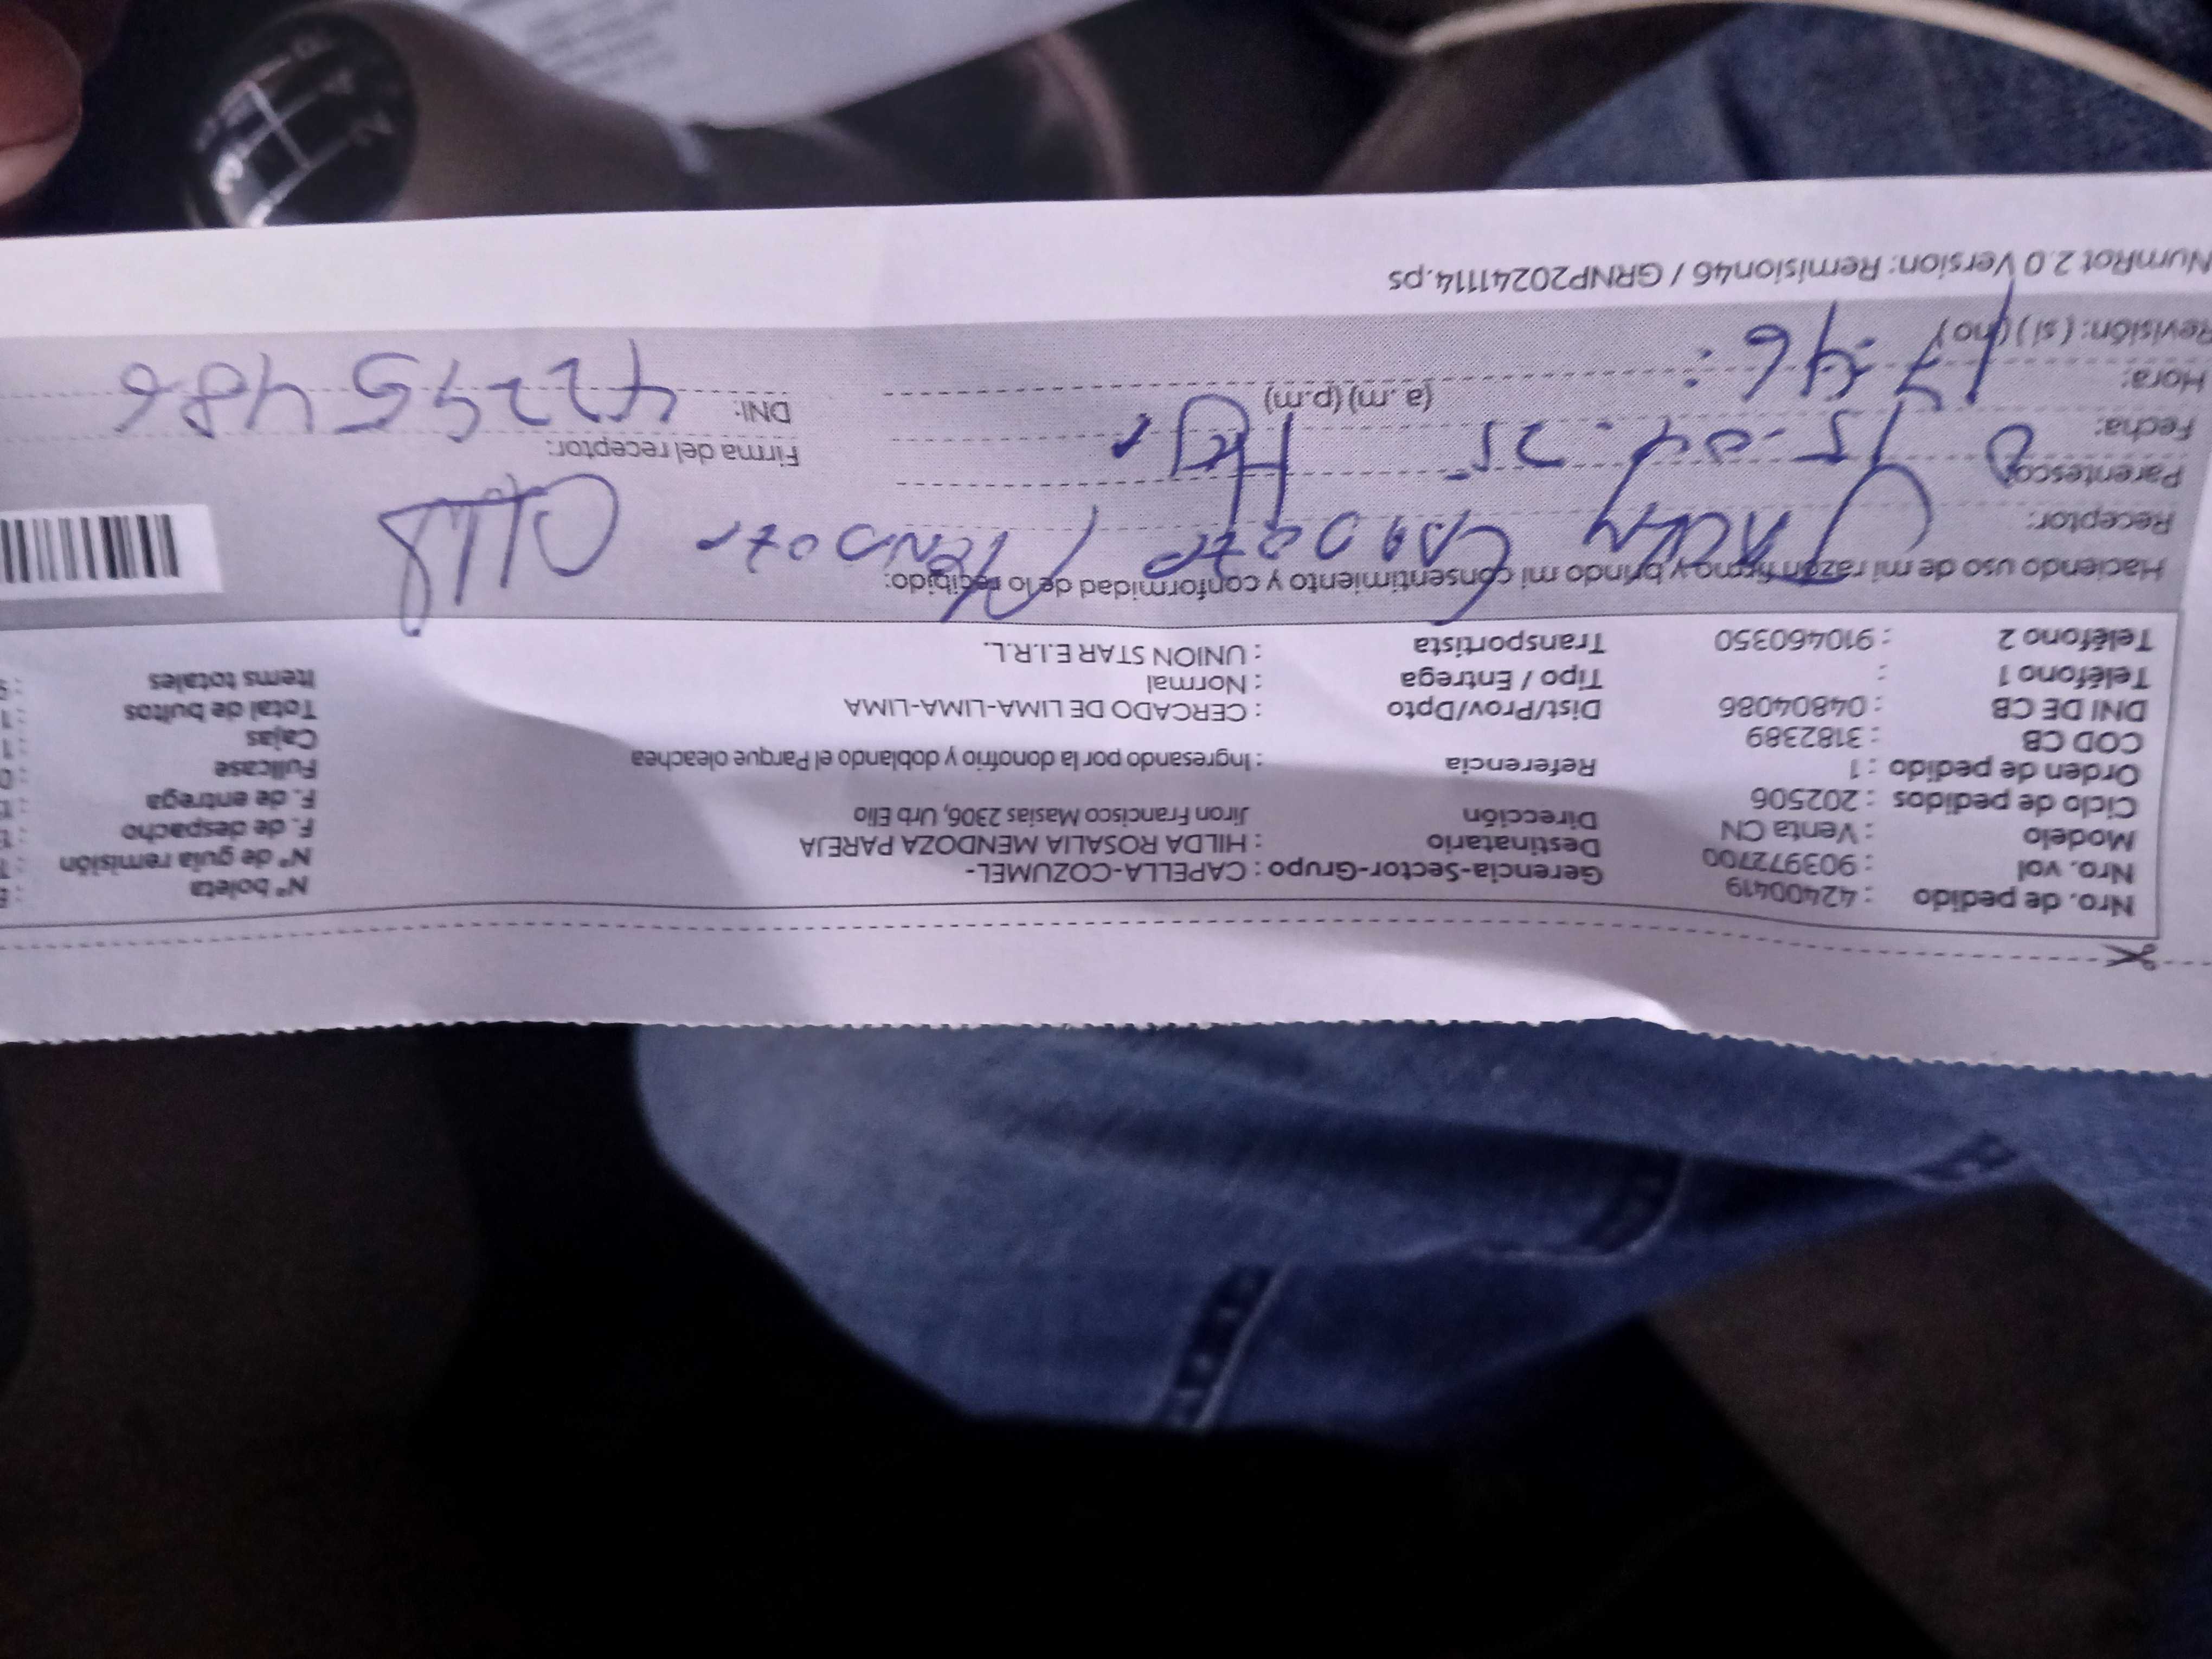 Nro. de pedido : 42400419 Gerencia-Sector-Grupo : CAPELLA-COZUMEL- N° boleta :
Nro. vol : 903972700 Destinatario : HILDA ROSALIA MENDOZA PAREJA N° de guía remisión :
Modelo : Venta CN Dirección Jiron Francisco Masias 2306, Urb Elio F. de despacho :
Ciclo de pedidos : 202506 F. de entrega :
Orden de pedido : 1 Referencia : Ingresando por la donofrio y doblando el Parque oleachea Fullcase :
COD CB : 3182389 Cajas : 1
DNI DE CB : 04804086 Dist/Prov/Dpto : CERCADO DE LIMA-LIMA-LIMA Total de bultos : 1
Teléfono 1 : Tipo / Entrega : Normal Items totales :
Teléfono 2 : 910460350 Transportista : UNION STAR E.I.R.L.
Haciendo uso de mi razón firmo y brindo mi consentimiento y conformidad de lo recibido:
Receptor: MENDOZA
Parentesco:
Fecha: 15-04-25 Firma del receptor:
Hora: 17:46 : (a.m) (p.m) DNI: 72295486
Revisión: (si) (no)
NumRot 2.0 Version: Remision46 / GRNP20241114.ps